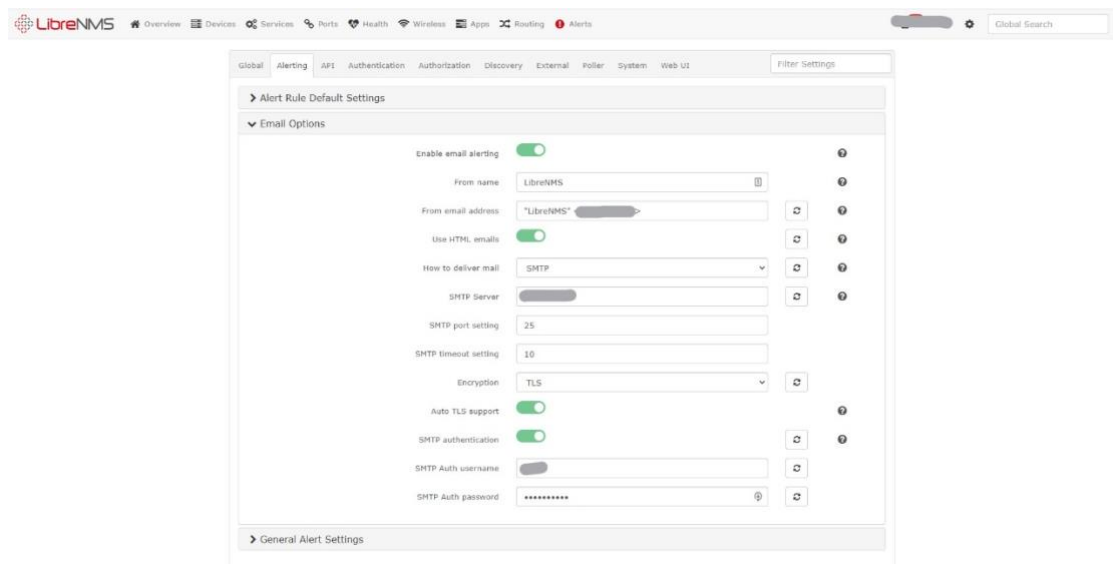 LibreNMS Overview Devices Services Ports Health Wireless Apps Routing Alerts Global Search
Global Alerting API Authentication Authorization Discovery External Poller System Web UI Filter Settings
Alert Rule Default Settings
Email Options
Enable email alerting
From name LibreNMS
From email address "LibreNMS" >
Use HTML emails
How to deliver mail SMTP
SMTP Server
SMTP port setting 25
SMTP timeout setting 10
Encryption TLS
Auto TLS support
SMTP authentication
SMTP Auth username
SMTP Auth password ••••••••••
General Alert Settings